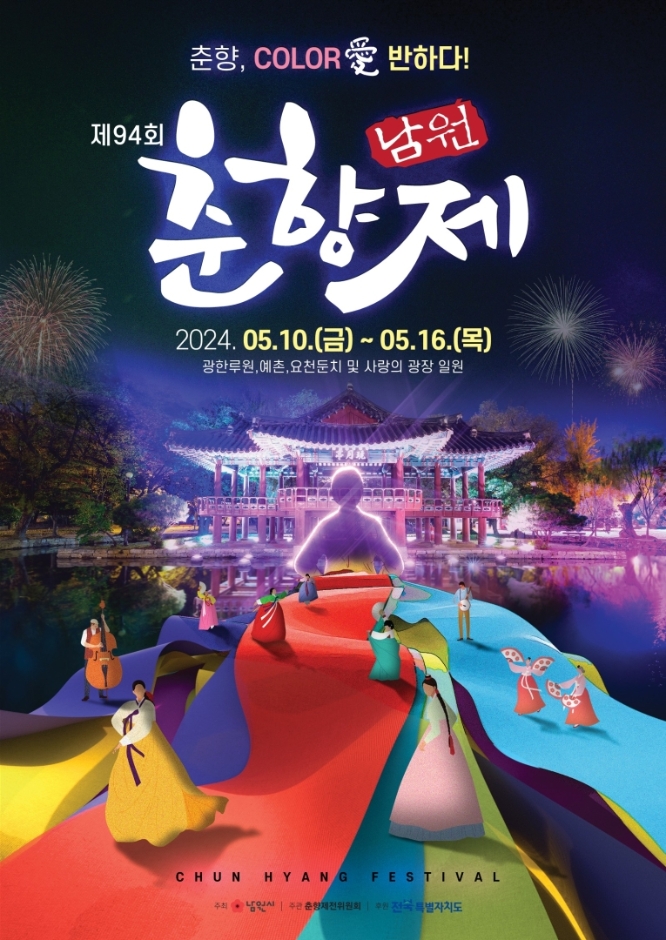 춘향, COLOR愛 반하다!
제94회
남원
춘향제
2024. 05.10.(금) ~ 05.16.(목)
광한루원,예촌,요천둔치 및 사랑의 광장 일원
CHUN HYANG FESTIVAL
주최 남원시 | 주관 춘향제전위원회 | 후원 전북특별자치도